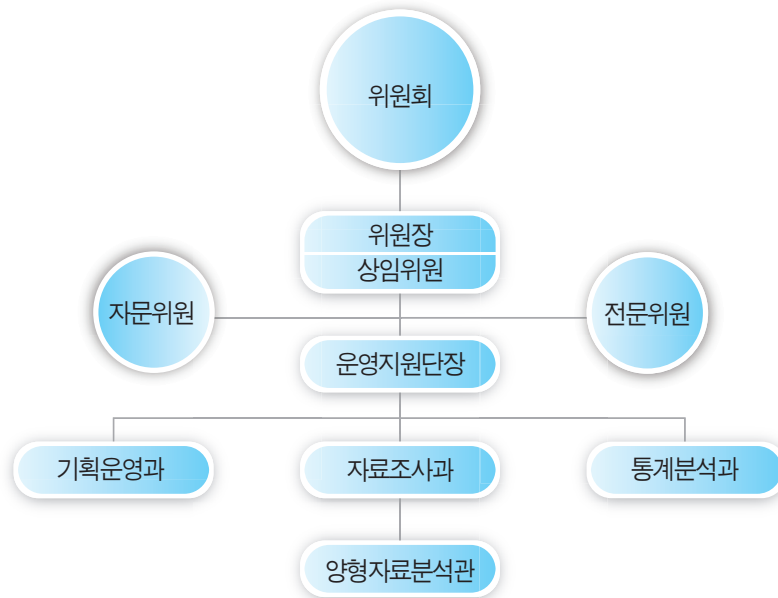 위원회
위원장
상임위원
자문위원
전문위원
운영지원단장
기획운영과
자료조사과
통계분석과
양형자료분석관